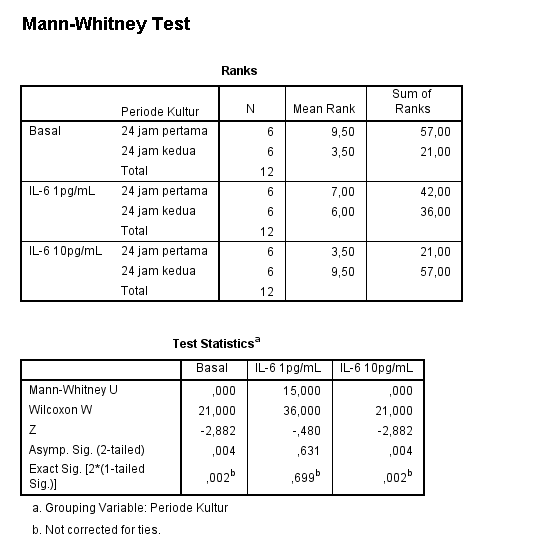 Mann-Whitney Test
Ranks
Periode Kultur N Mean Rank Sum of Ranks
Basal 24 jam pertama 6 9,50 57,00
24 jam kedua 6 3,50 21,00
Total 12
IL-6 1pg/mL 24 jam pertama 6 7,00 42,00
24 jam kedua 6 6,00 36,00
Total 12
IL-6 10pg/mL 24 jam pertama 6 3,50 21,00
24 jam kedua 6 9,50 57,00
Total 12
Test Statistics^a
Basal IL-6 1pg/mL IL-6 10pg/mL
Mann-Whitney U ,000 15,000 ,000
Wilcoxon W 21,000 36,000 21,000
Z -2,882 -,480 -2,882
Asymp. Sig. (2-tailed) ,004 ,631 ,004
Exact Sig. [2*(1-tailed Sig.)] ,002^b ,699^b ,002^b
a. Grouping Variable: Periode Kultur
b. Not corrected for ties.